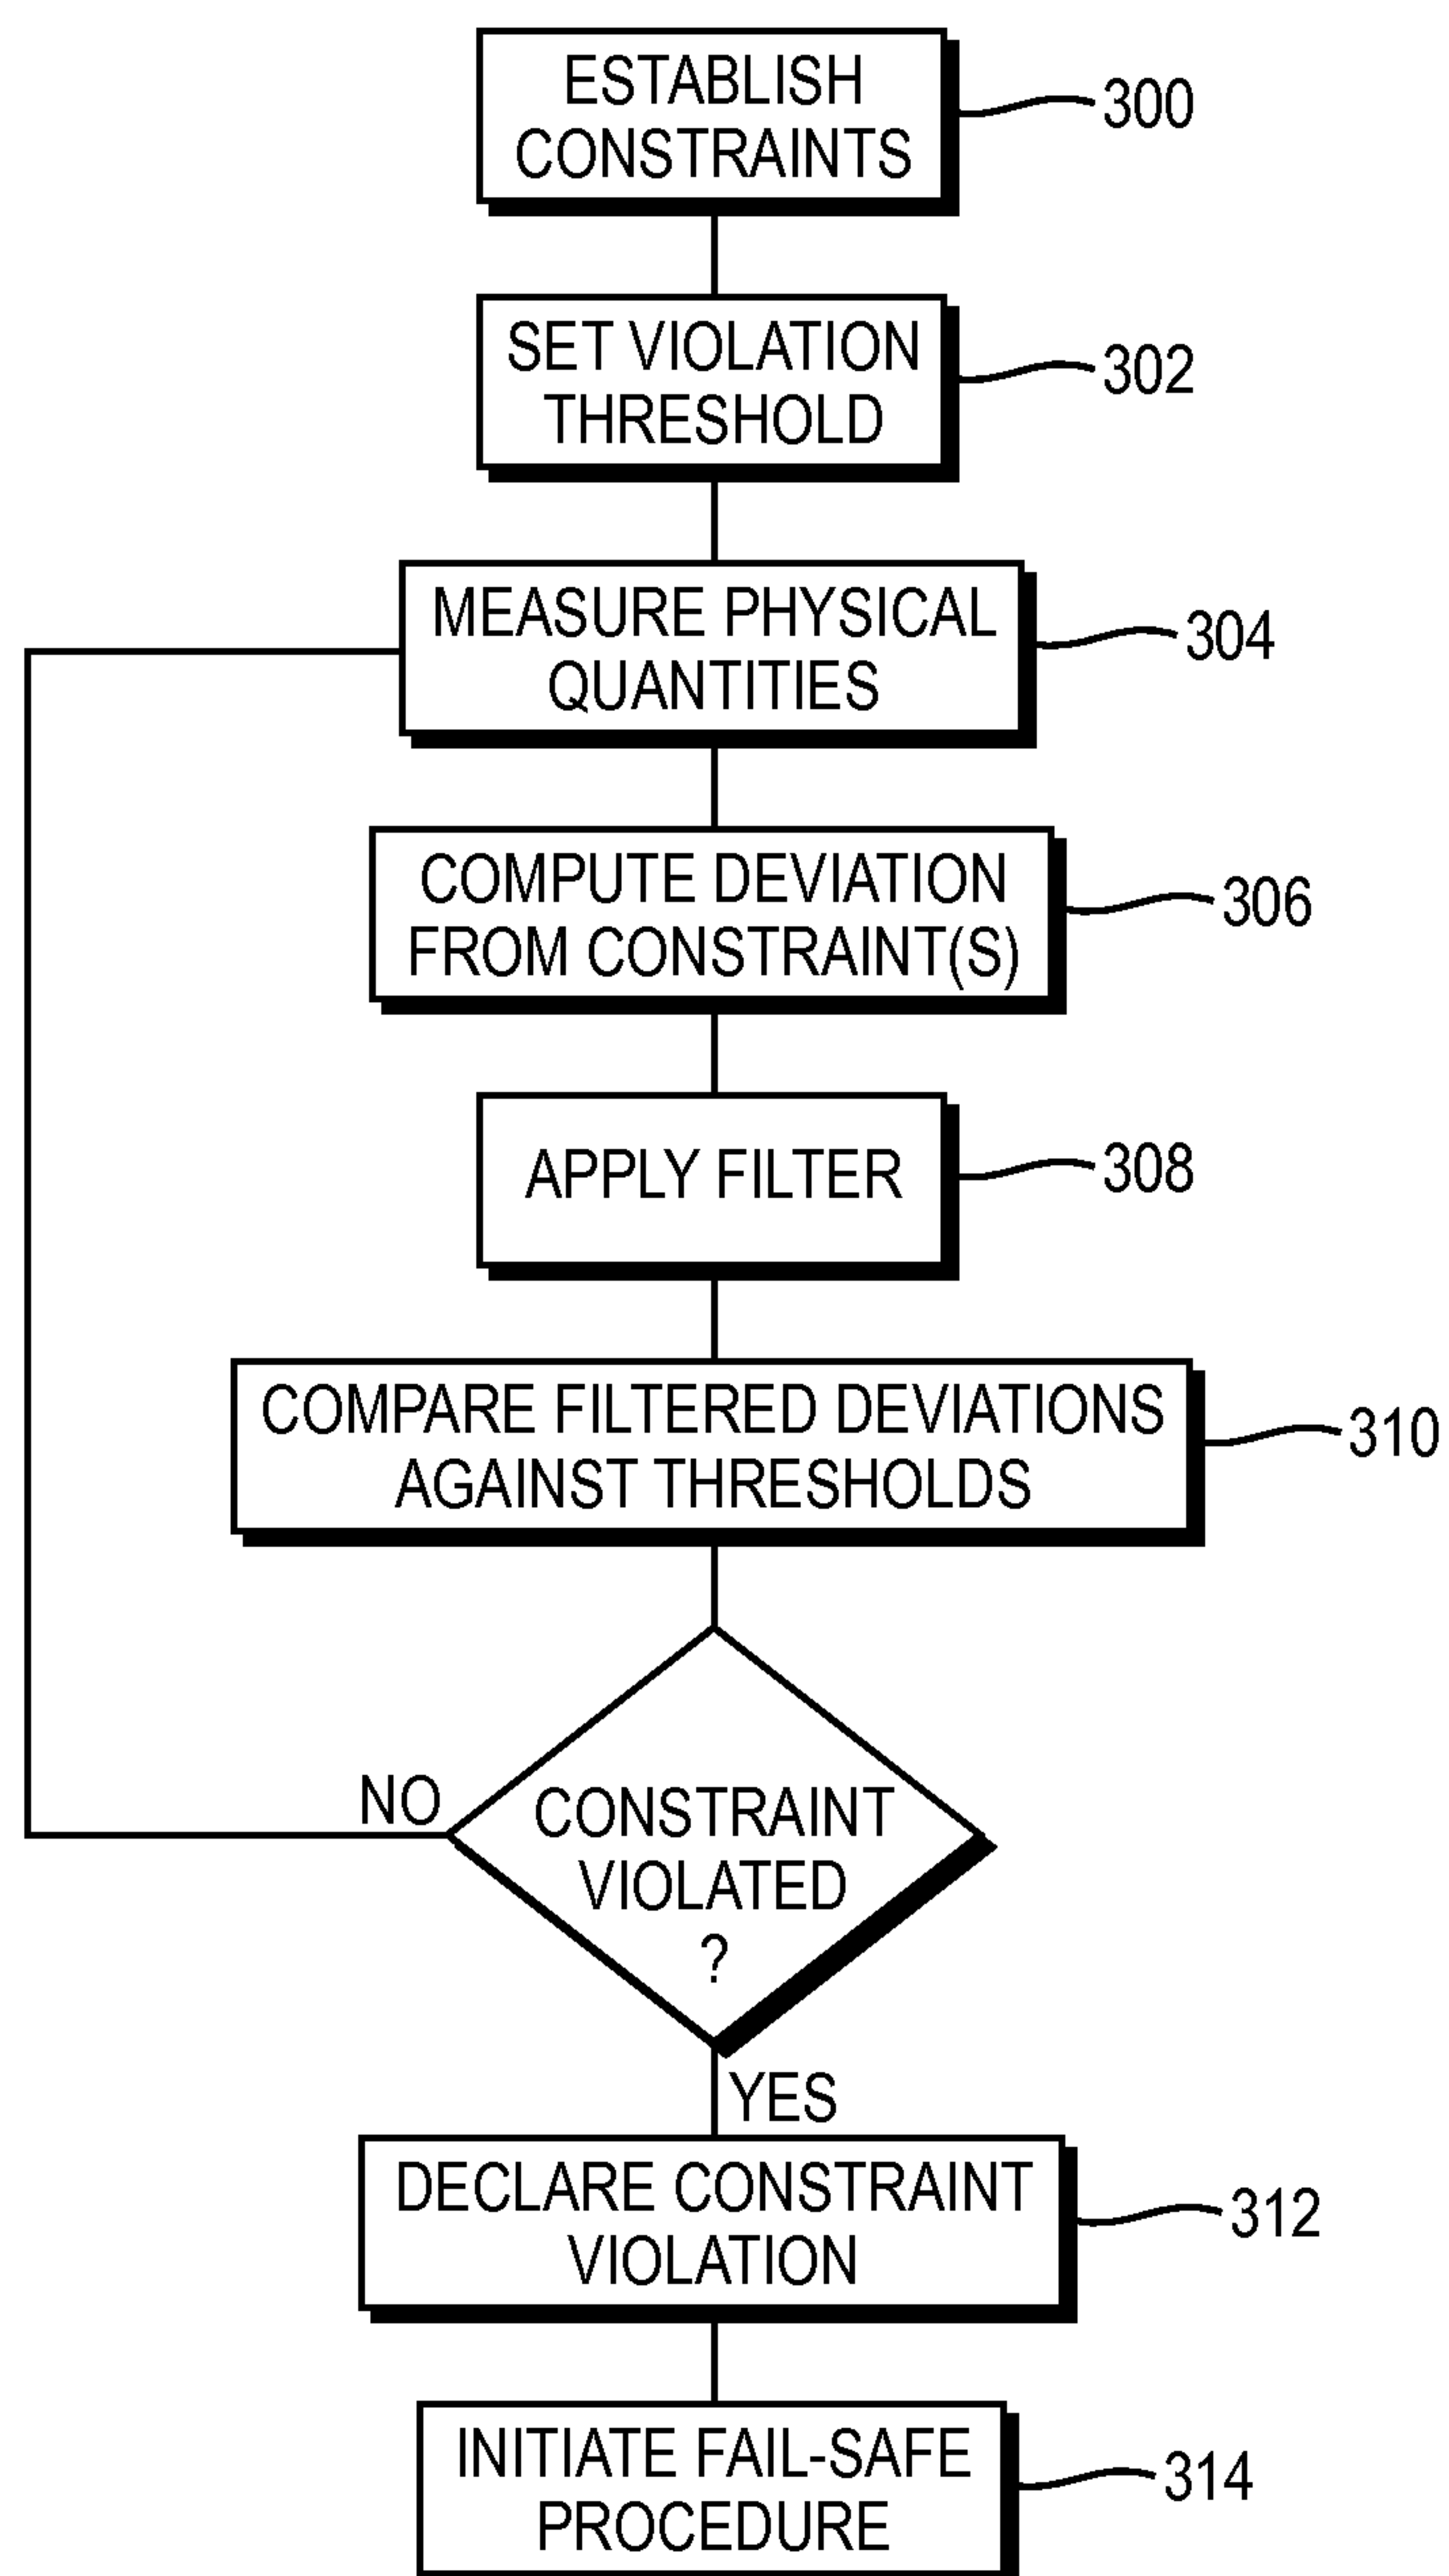 ESTABLISH
CONSTRAINTS
300
SET VIOLATION
THRESHOLD
302
MEASURE PHYSICAL
QUANTITIES
304
COMPUTE DEVIATION
FROM CONSTRAINT(S)
306
APPLY FILTER
308
COMPARE FILTERED DEVIATIONS
AGAINST THRESHOLDS
310
NO
CONSTRAINT
VIOLATED
?
YES
DECLARE CONSTRAINT
VIOLATION
312
INITIATE FAIL-SAFE
PROCEDURE
314